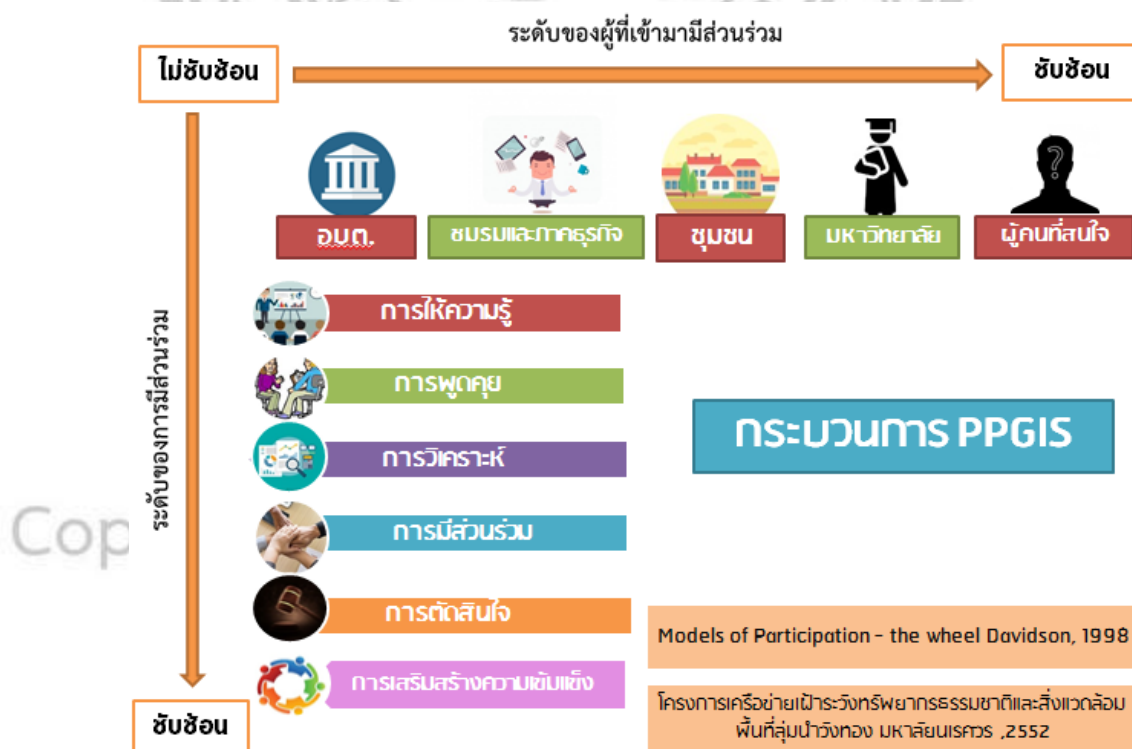 ระดับของผู้ที่เข้ามามีส่วนร่วม
ไม่ซับซ้อน
ซับซ้อน
อบต.
ชมรมและภาคธุรกิจ
ชุมชน
มหาวิทยาลัย
ผู้คนที่สนใจ
ระดับของการมีส่วนร่วม
การให้ความรู้
การพูดคุย
การวิเคราะห์
การมีส่วนร่วม
การตัดสินใจ
การเสริมสร้างความเข้มแข็ง
ซับซ้อน
กระบวนการ PPGIS
Models of Participation - the wheel Davidson, 1998
โครงการเครือข่ายเฝ้าระวังทรัพยากรธรรมชาติและสิ่งแวดล้อม
พื้นที่ลุ่มน้ำวังทอง มหาลัยนเรศวร ,2552
Cop